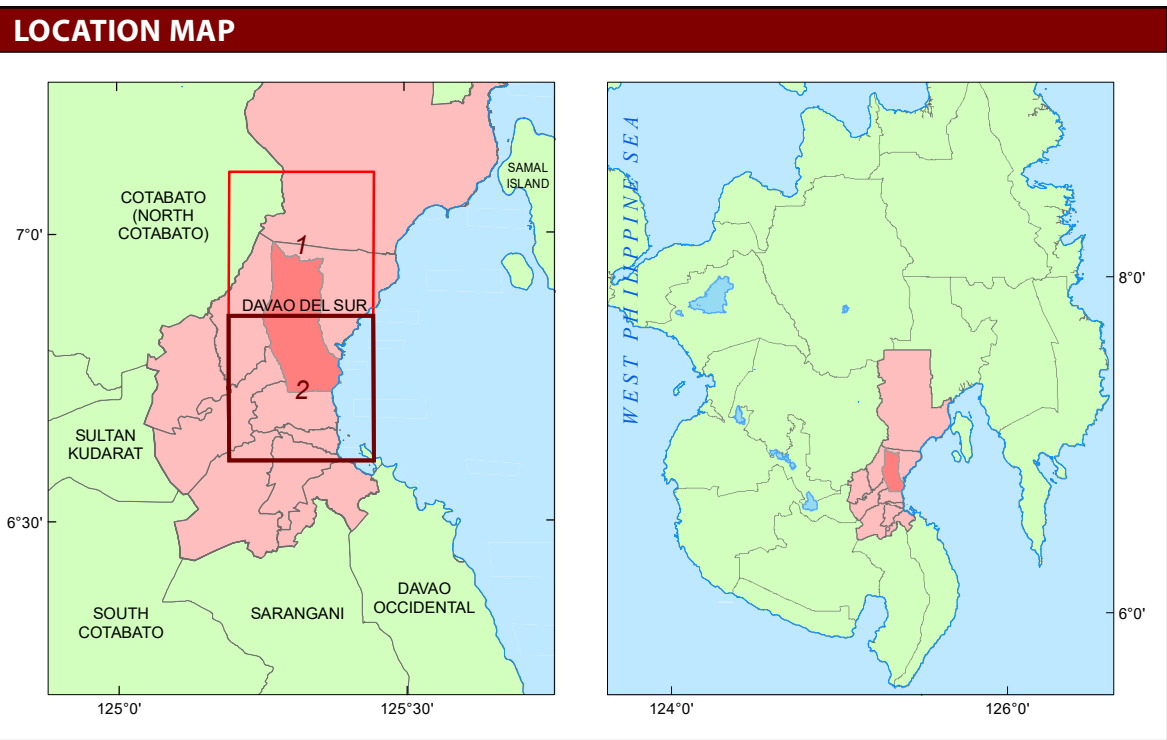 LOCATION MAP
SAMAL
ISLAND
COTABATO
(NORTH
COTABATO)
7°0'
1
DAVAO DEL SUR
2
SULTAN
KUDARAT
6°30'
DAVAO
OCCIDENTAL
SOUTH
COTABATO
SARANGANI
125°0'
125°30'
WEST PHILIPPINE SEA
8°0'
6°0'
124°0'
126°0'